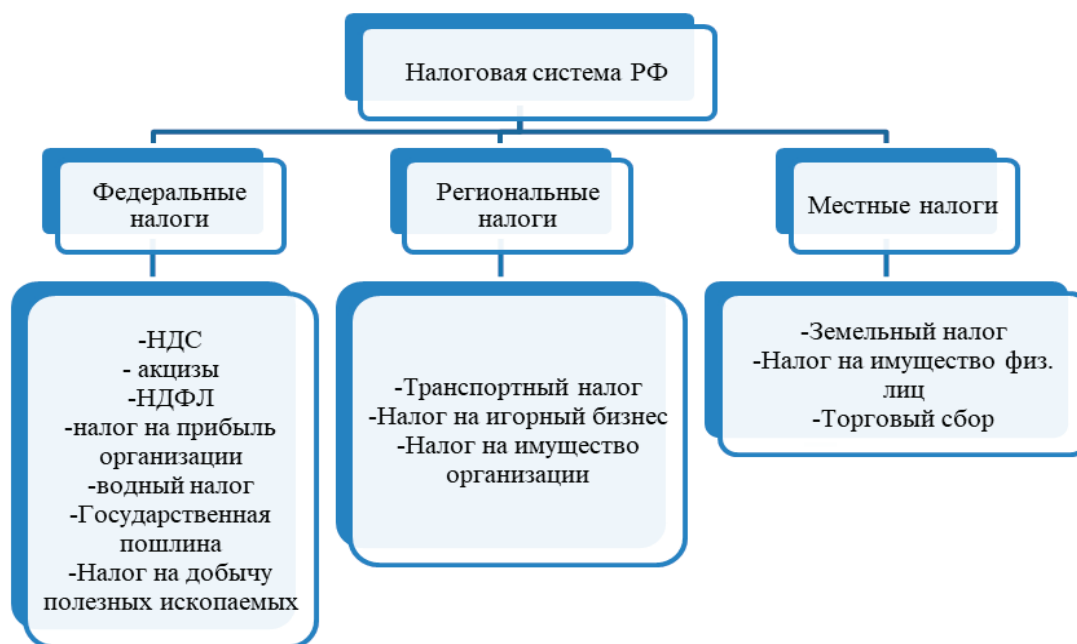 Налоговая система РФ
Федеральные
налоги
Региональные
налоги
Местные налоги
-НДС
- акцизы
-НДФЛ
-налог на прибыль
организации
-водный налог
-Государственная
пошлина
-Налог на добычу
полезных ископаемых
-Транспортный налог
-Налог на игорный бизнес
-Налог на имущество
организации
-Земельный налог
-Налог на имущество физ.
лиц
-Торговый сбор